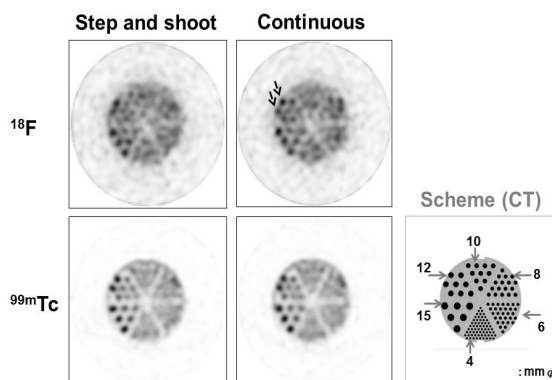 Step and shoot
Continuous
¹⁸F
Scheme (CT)
⁹⁹ᵐTc
10
12
8
15
6
4
: mm ϕ